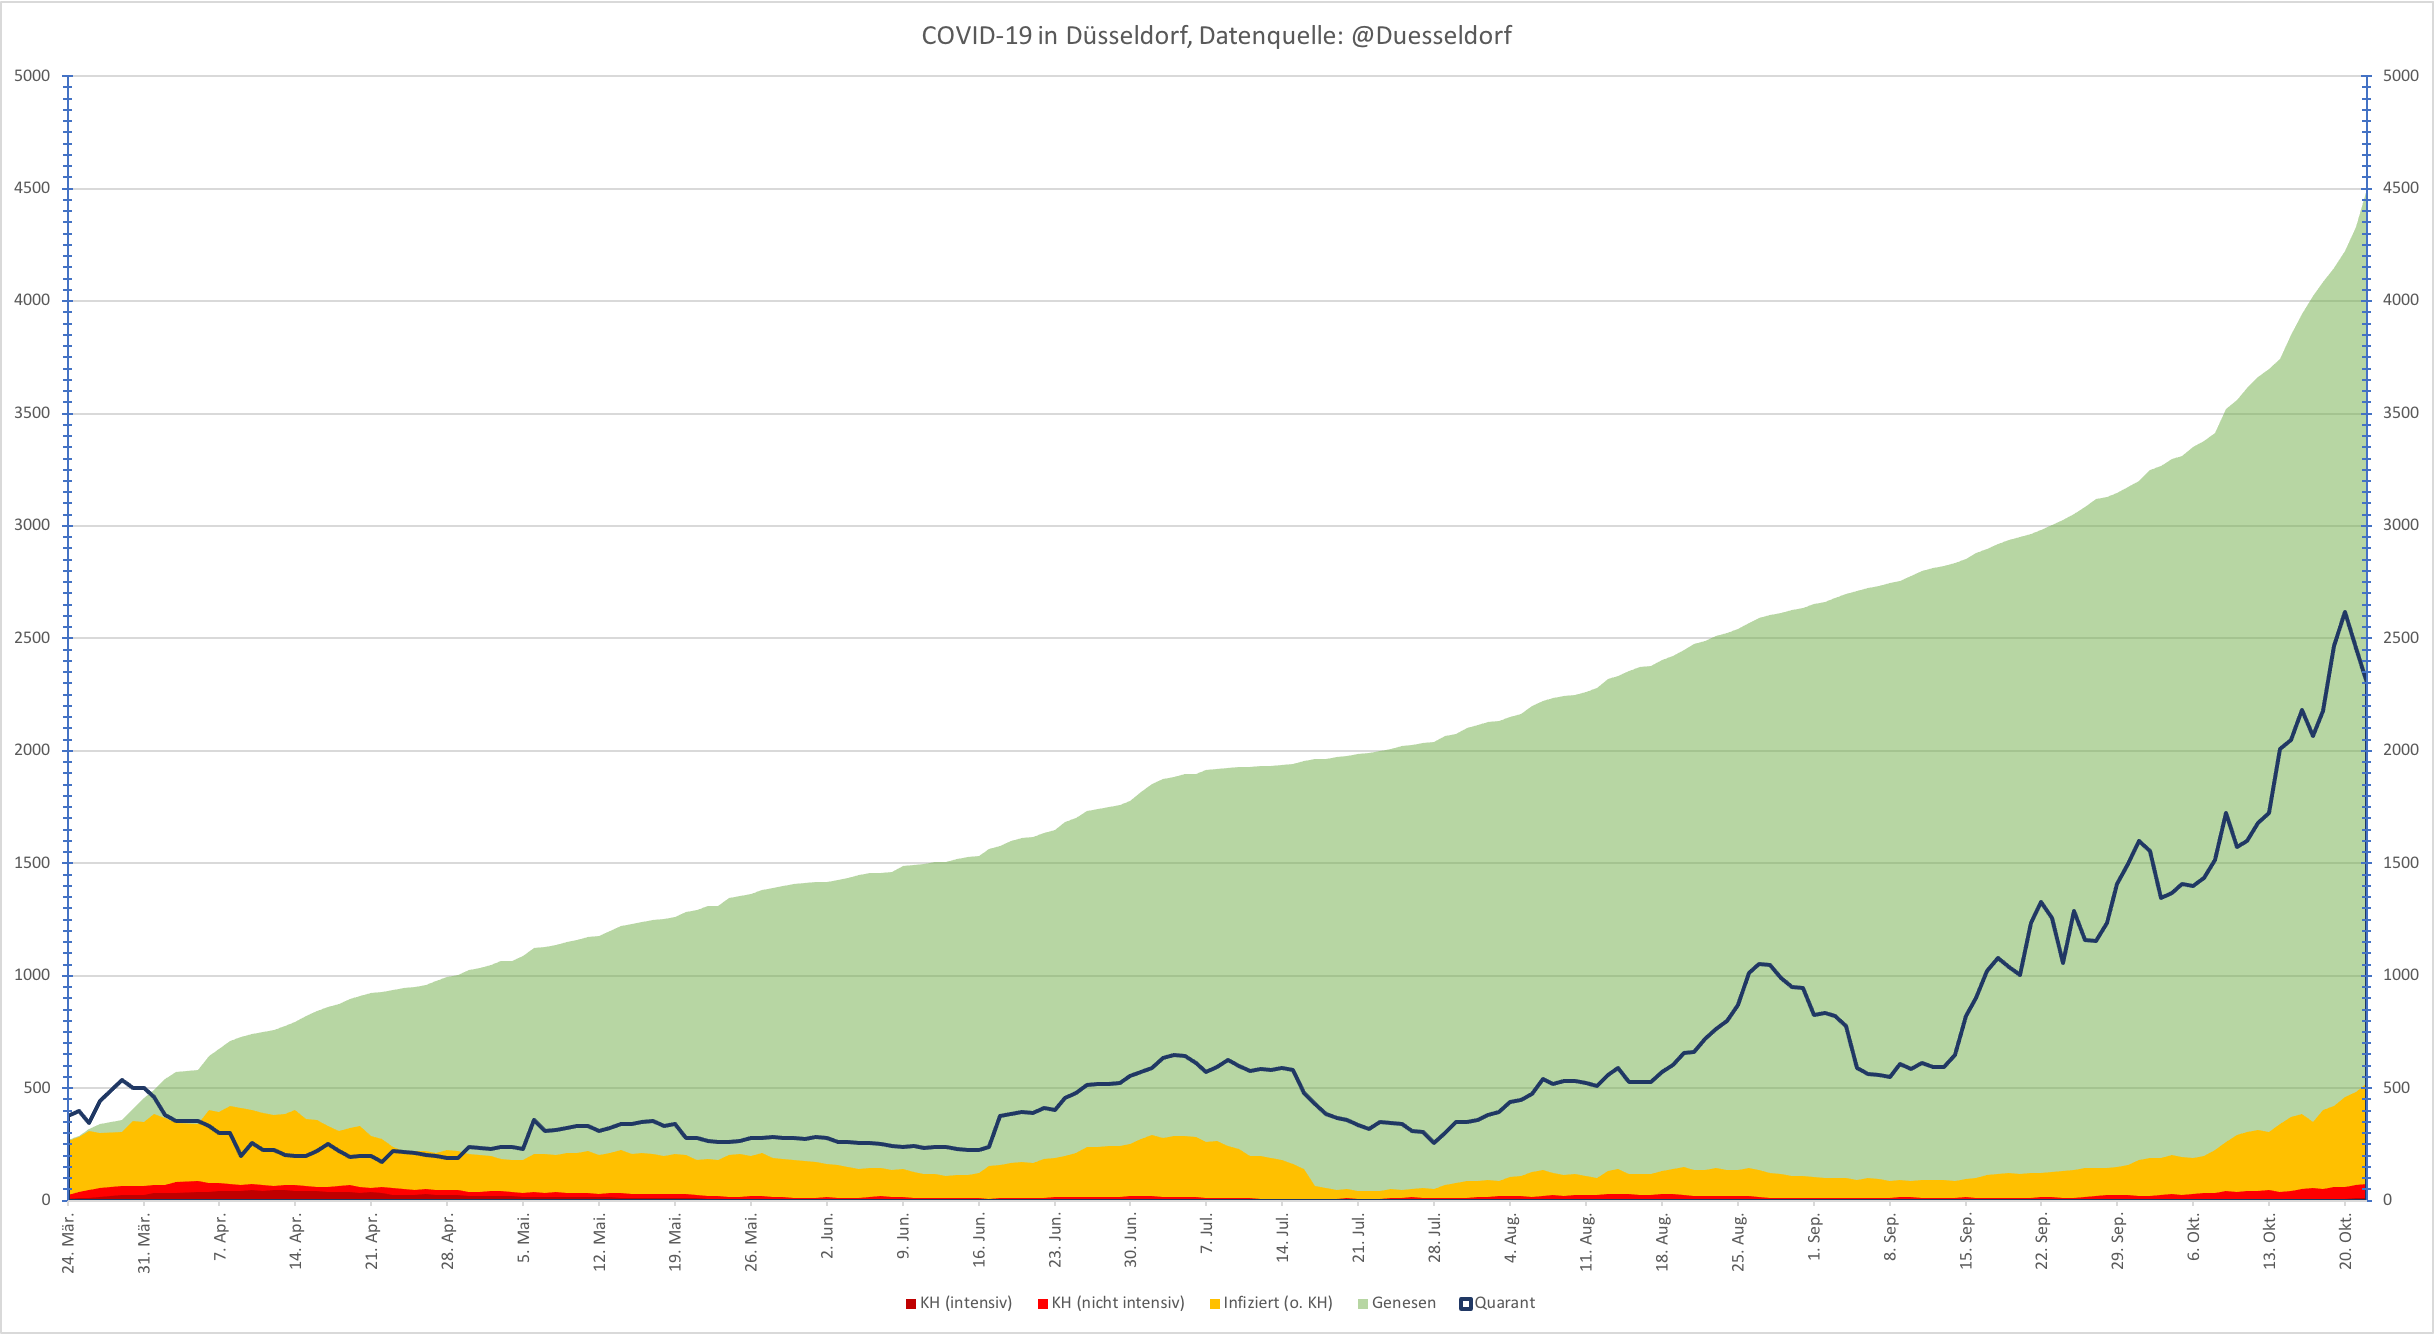 COVID-19 in Düsseldorf, Datenquelle: @Duesseldorf
5000 5000
4500 4500
4000 4000
3500 3500
3000 3000
2500 2500
2000 2000
1500 1500
1000 1000
500 500
0 0
24. Mär.
31. Mär.
7. Apr.
14. Apr.
21. Apr.
28. Apr.
5. Mai.
12. Mai.
19. Mai.
26. Mai.
2. Jun.
9. Jun.
16. Jun.
23. Jun.
30. Jun.
7. Jul.
14. Jul.
21. Jul.
28. Jul.
4. Aug.
11. Aug.
18. Aug.
25. Aug.
1. Sep.
8. Sep.
15. Sep.
22. Sep.
29. Sep.
6. Okt.
13. Okt.
20. Okt.
KH (intensiv) KH (nicht intensiv) Infiziert (o. KH) Genesen Quarant